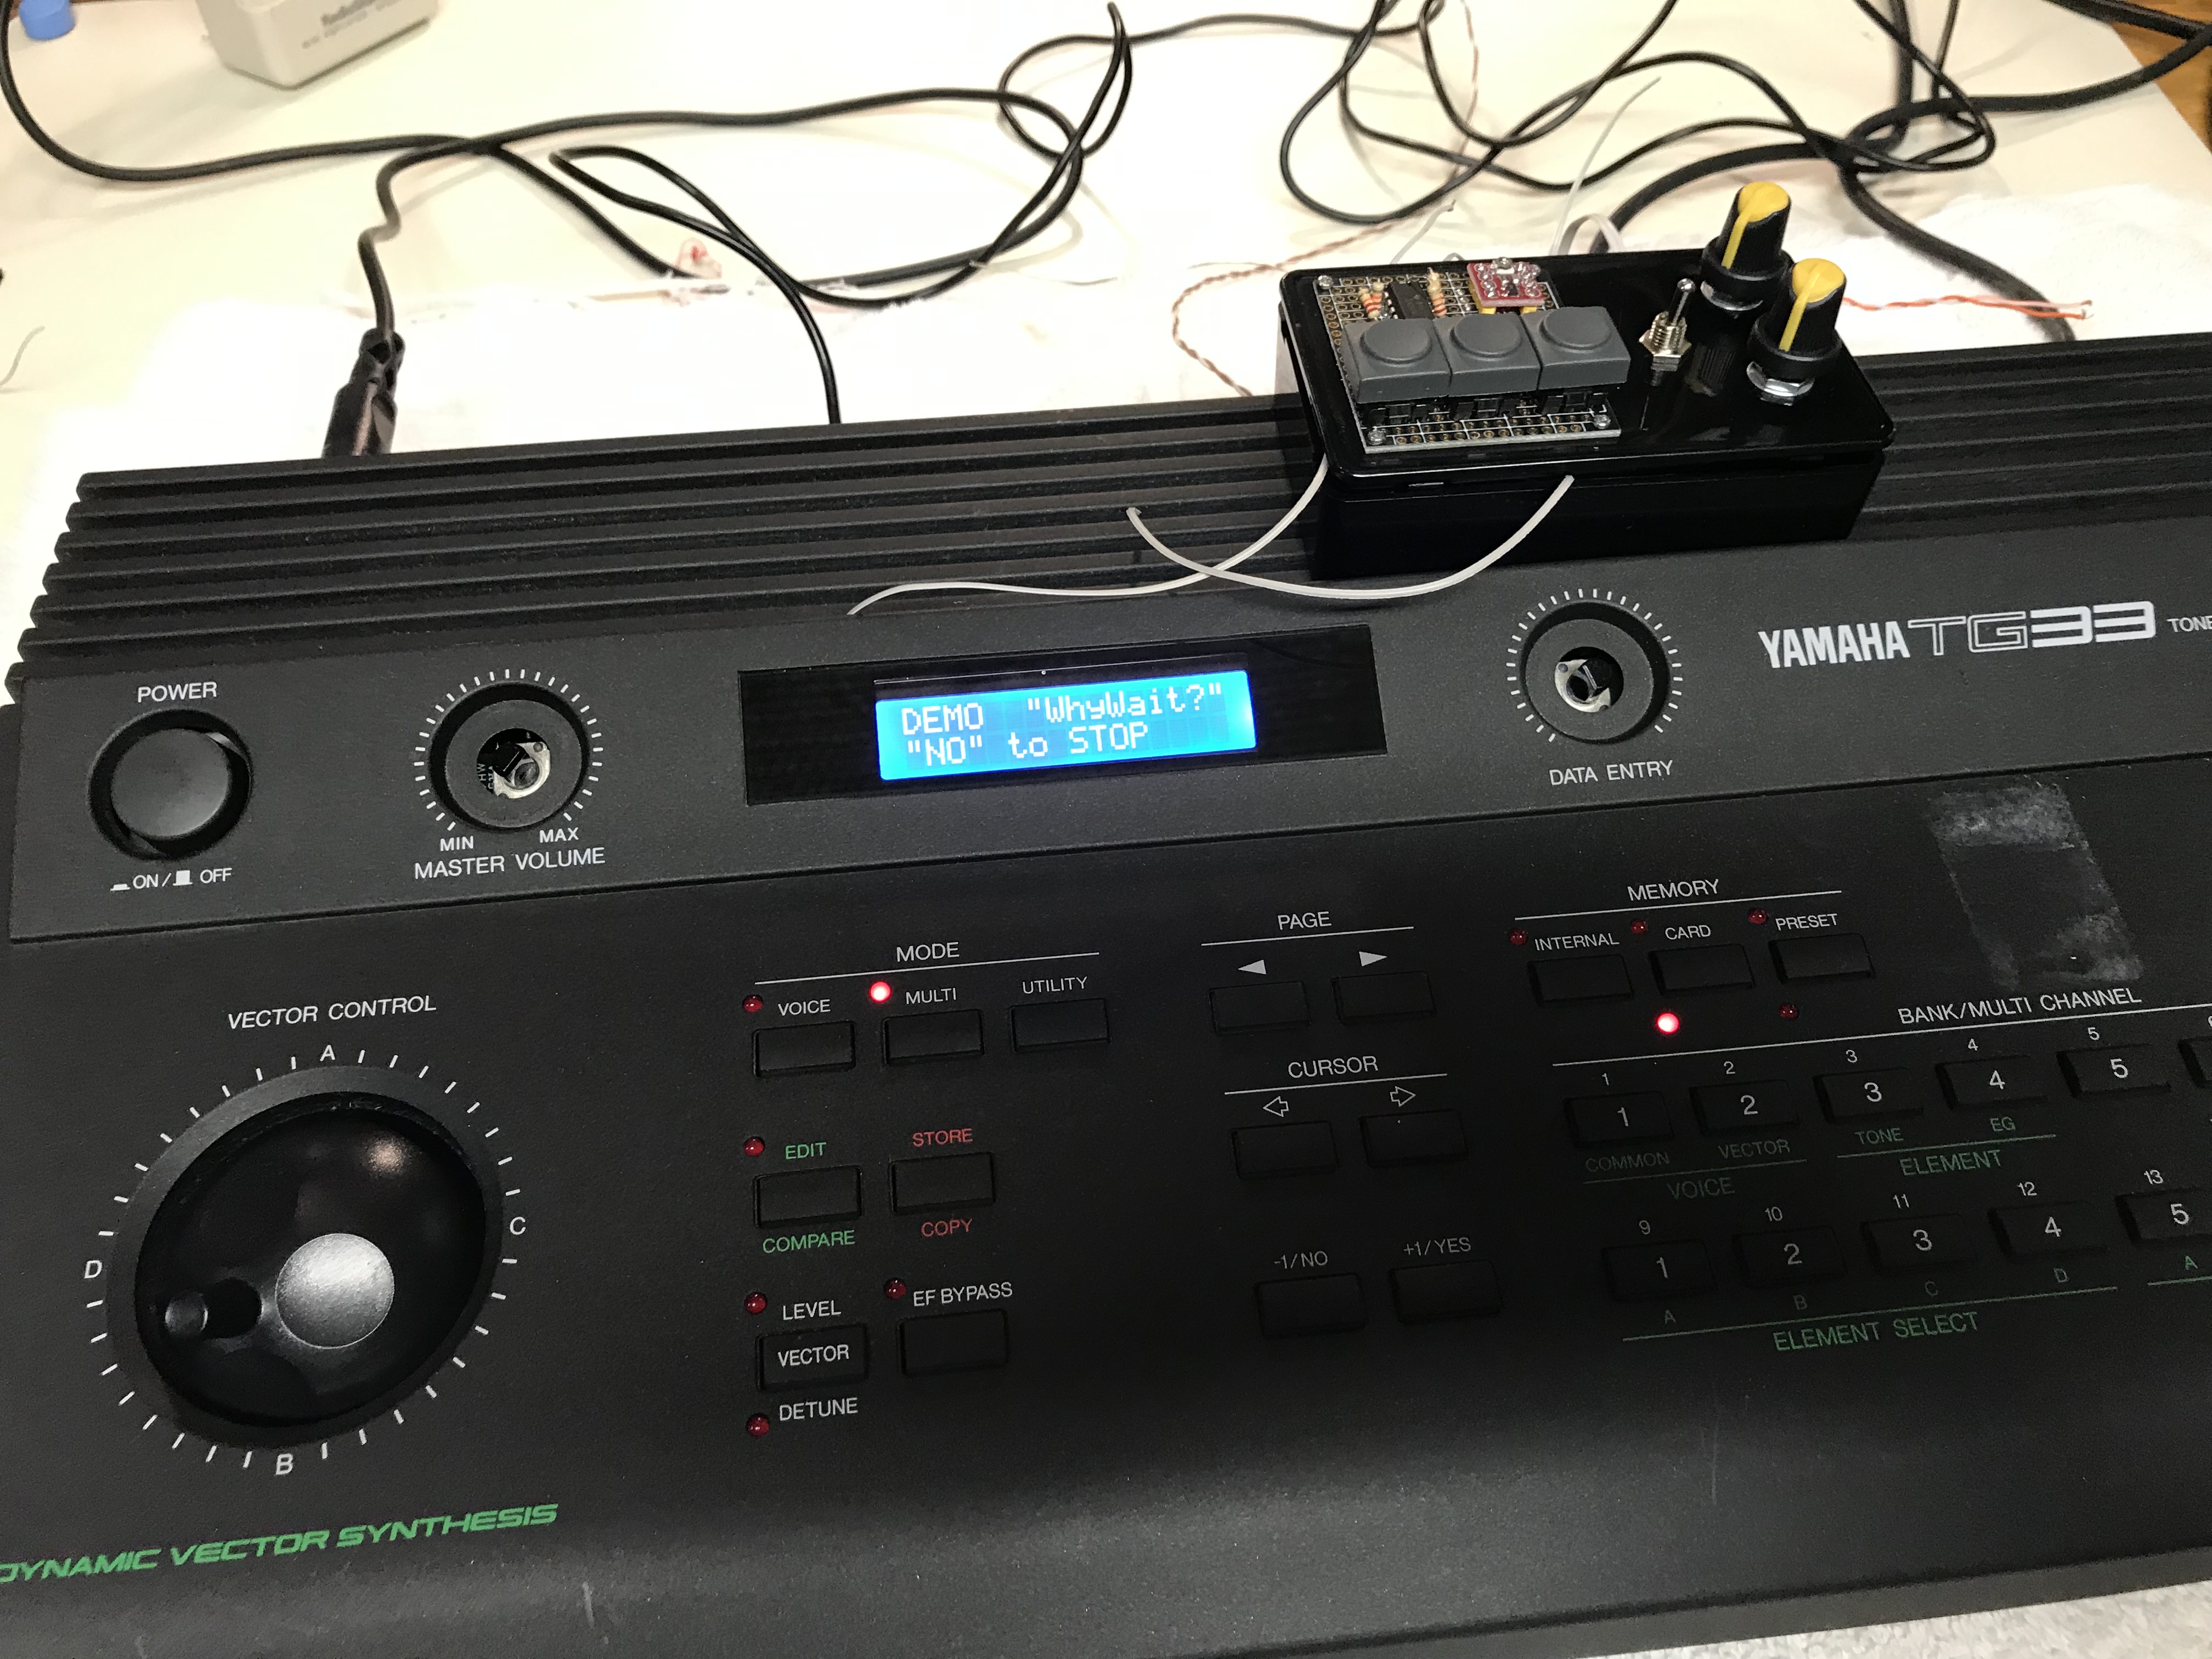 RadioShack
YAMAHA TG33 TONE
POWER
ON / OFF
MIN MAX
MASTER VOLUME
DEMO "WhyWait?"
"NO" to STOP
DATA ENTRY
VECTOR CONTROL
A
C
D
B
DYNAMIC VECTOR SYNTHESIS
MODE
VOICE MULTI UTILITY
EDIT STORE
COMPARE COPY
LEVEL EF BYPASS
VECTOR
DETUNE
PAGE
CURSOR
-1/NO +1/YES
MEMORY
INTERNAL CARD PRESET
BANK/MULTI CHANNEL
1 2 3 4 5
1 2 3 4 5
COMMON VECTOR TONE EG
VOICE ELEMENT
9 10 11 12 13
1 2 3 4 5
A B C D A
ELEMENT SELECT